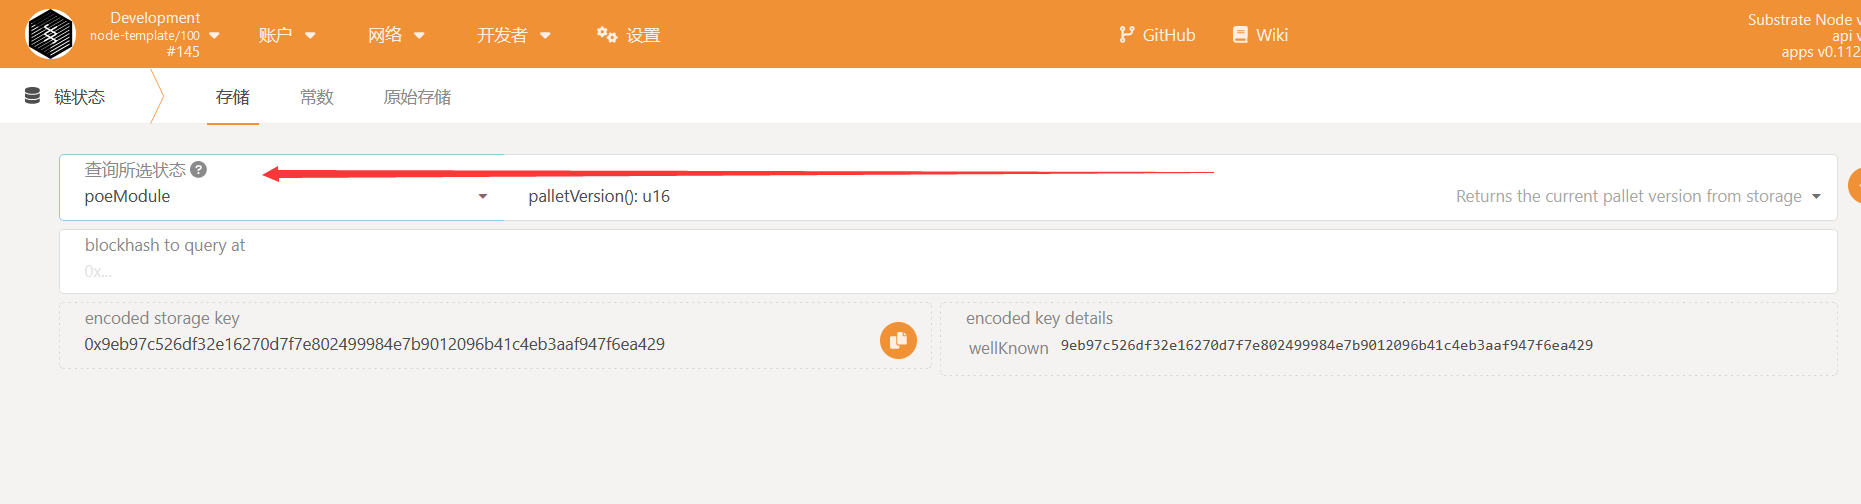 Development
node-template/100
#145
账户
网络
开发者
设置
GitHub
Wiki
Substrate Node v
api v
apps v0.112
链状态
存储
常数
原始存储
查询所选状态
poeModule
palletVersion(): u16
Returns the current pallet version from storage
blockhash to query at
0x...
encoded storage key
0x9eb97c526df32e16270d7f7e802499984e7b9012096b41c4eb3aaf947f6ea429
encoded key details
wellKnown 9eb97c526df32e16270d7f7e802499984e7b9012096b41c4eb3aaf947f6ea429